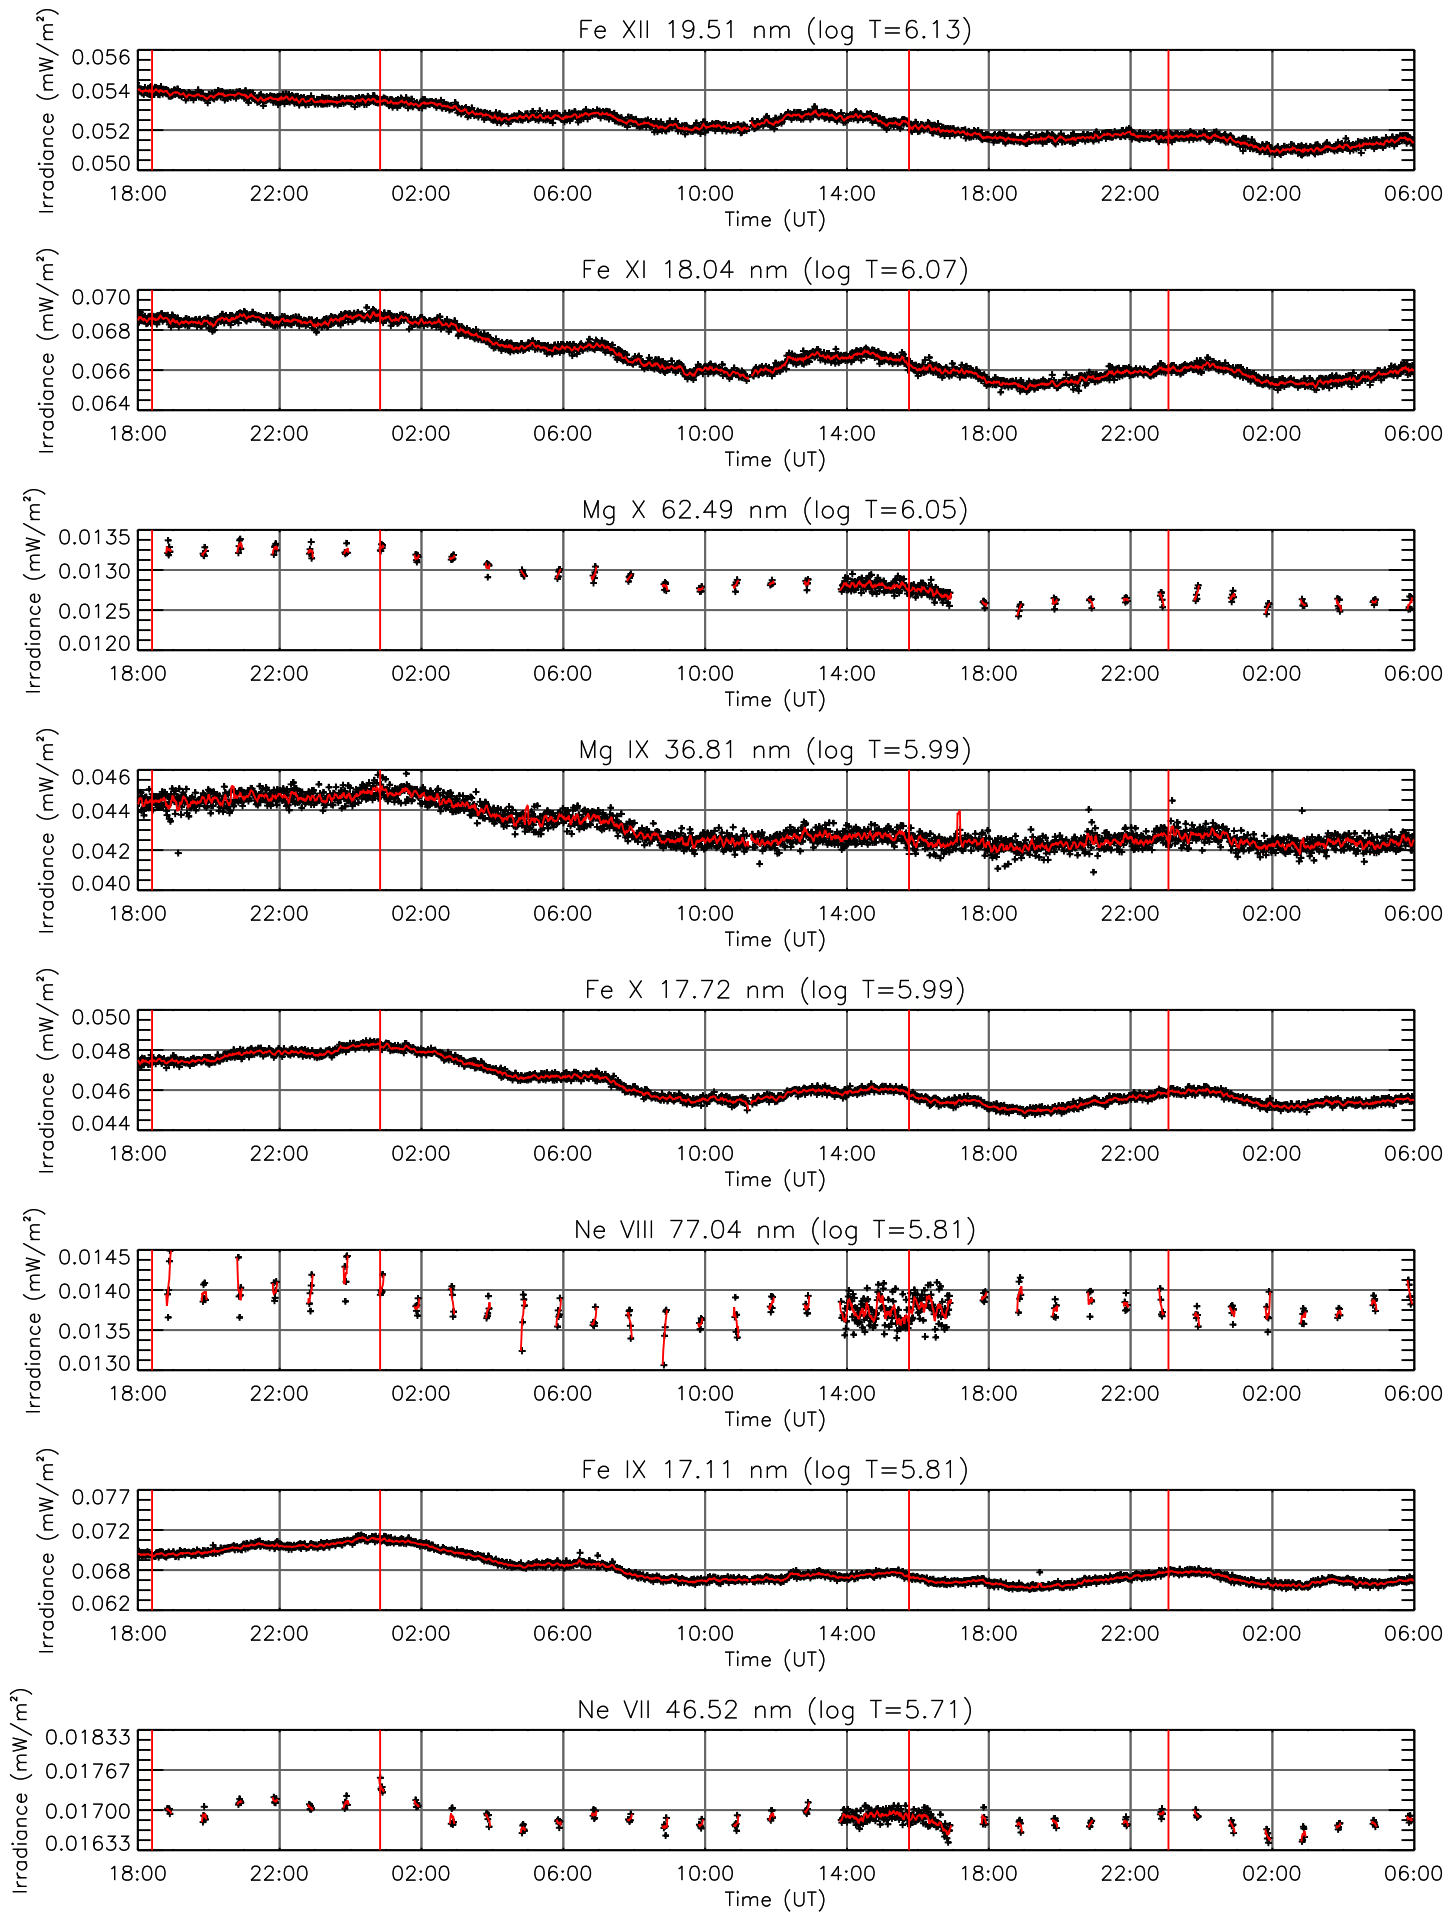 Fe XII 19.51 nm (log T=6.13)
Irradiance (mW/m²)
0.056
0.054
0.052
0.050
18:00 22:00 02:00 06:00 10:00 14:00 18:00 22:00 02:00 06:00
Time (UT)
Fe XI 18.04 nm (log T=6.07)
Irradiance (mW/m²)
0.070
0.068
0.066
0.064
18:00 22:00 02:00 06:00 10:00 14:00 18:00 22:00 02:00 06:00
Time (UT)
Mg X 62.49 nm (log T=6.05)
Irradiance (mW/m²)
0.0135
0.0130
0.0125
0.0120
18:00 22:00 02:00 06:00 10:00 14:00 18:00 22:00 02:00 06:00
Time (UT)
Mg IX 36.81 nm (log T=5.99)
Irradiance (mW/m²)
0.046
0.044
0.042
0.040
18:00 22:00 02:00 06:00 10:00 14:00 18:00 22:00 02:00 06:00
Time (UT)
Fe X 17.72 nm (log T=5.99)
Irradiance (mW/m²)
0.050
0.048
0.046
0.044
18:00 22:00 02:00 06:00 10:00 14:00 18:00 22:00 02:00 06:00
Time (UT)
Ne VIII 77.04 nm (log T=5.81)
Irradiance (mW/m²)
0.0145
0.0140
0.0135
0.0130
18:00 22:00 02:00 06:00 10:00 14:00 18:00 22:00 02:00 06:00
Time (UT)
Fe IX 17.11 nm (log T=5.81)
Irradiance (mW/m²)
0.077
0.072
0.068
0.062
18:00 22:00 02:00 06:00 10:00 14:00 18:00 22:00 02:00 06:00
Time (UT)
Ne VII 46.52 nm (log T=5.71)
Irradiance (mW/m²)
0.01833
0.01767
0.01700
0.01633
18:00 22:00 02:00 06:00 10:00 14:00 18:00 22:00 02:00 06:00
Time (UT)